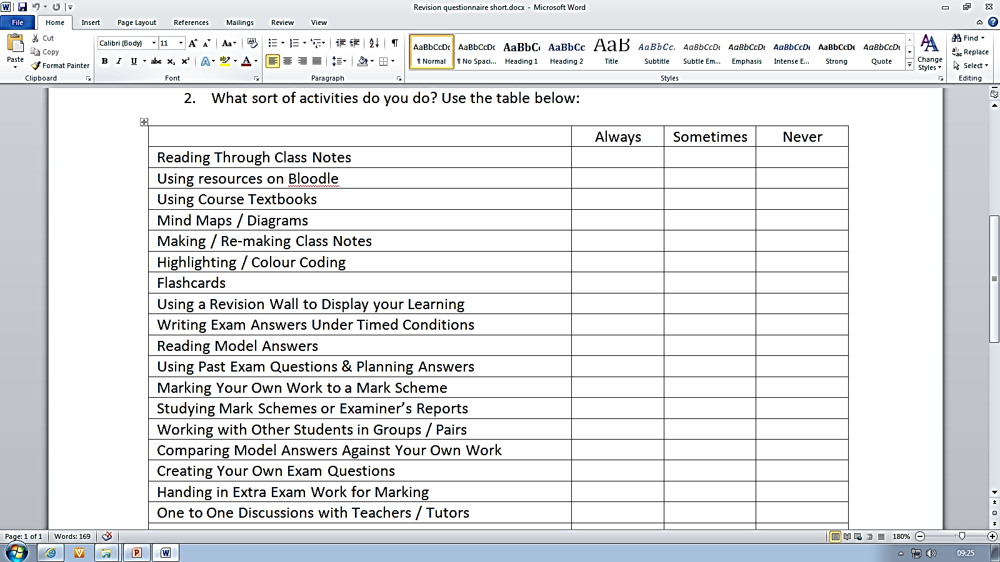 Revision questionnaire short.docx - Microsoft Word
File Home Insert Page Layout References Mailings Review View
Paste
Cut
Copy
Format Painter
Clipboard
Calibri (Body) 11
Font
Paragraph
AaBbCcDc AaBbCcDc AaBbC AaBbCc AaB AaBbCc. AaBbCcDt AaBbCcDt AaBbCcDt AaBbCcDc AaBbCcDt
¶ Normal ¶ No Spaci... Heading 1 Heading 2 Title Subtitle Subtle Em... Emphasis Intense E... Strong Quote
Styles
Change Styles
Find
Replace
Select
Editing
2. What sort of activities do you do? Use the table below:
Always Sometimes Never
Reading Through Class Notes
Using resources on Bloodle
Using Course Textbooks
Mind Maps / Diagrams
Making / Re-making Class Notes
Highlighting / Colour Coding
Flashcards
Using a Revision Wall to Display your Learning
Writing Exam Answers Under Timed Conditions
Reading Model Answers
Using Past Exam Questions & Planning Answers
Marking Your Own Work to a Mark Scheme
Studying Mark Schemes or Examiner’s Reports
Working with Other Students in Groups / Pairs
Comparing Model Answers Against Your Own Work
Creating Your Own Exam Questions
Handing in Extra Exam Work for Marking
One to One Discussions with Teachers / Tutors
Page: 1 of 1 Words: 169 180%
09:25